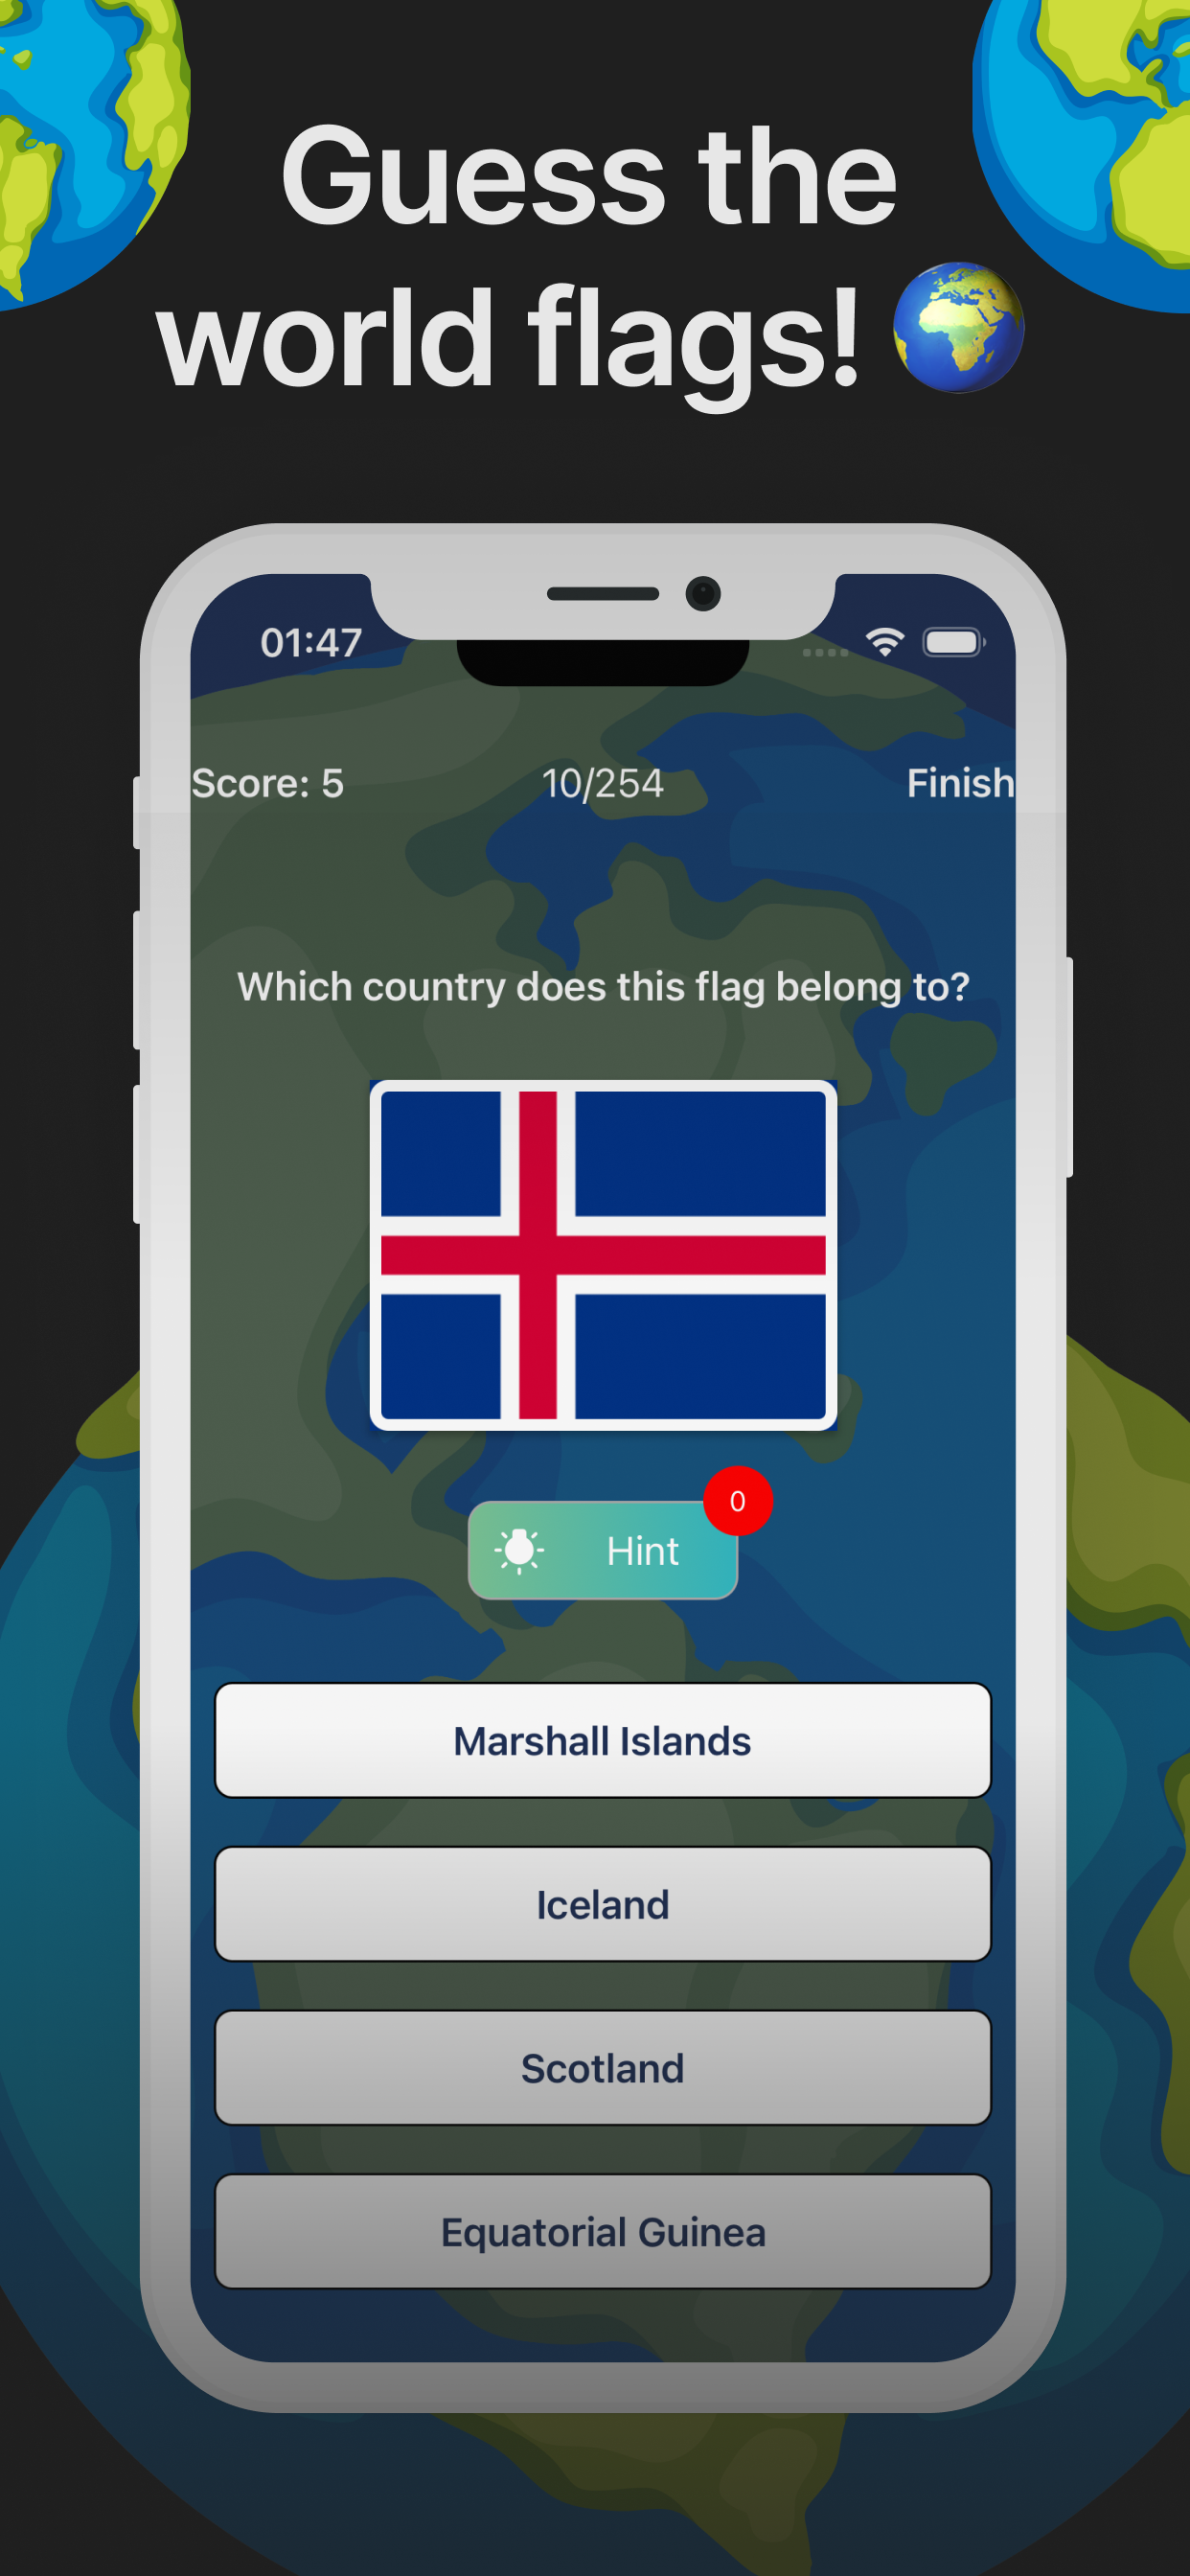 Guess the
world flags! 🌍
01:47
Score: 5
10/254
Finish
Which country does this flag belong to?
0
Hint
Marshall Islands
Iceland
Scotland
Equatorial Guinea